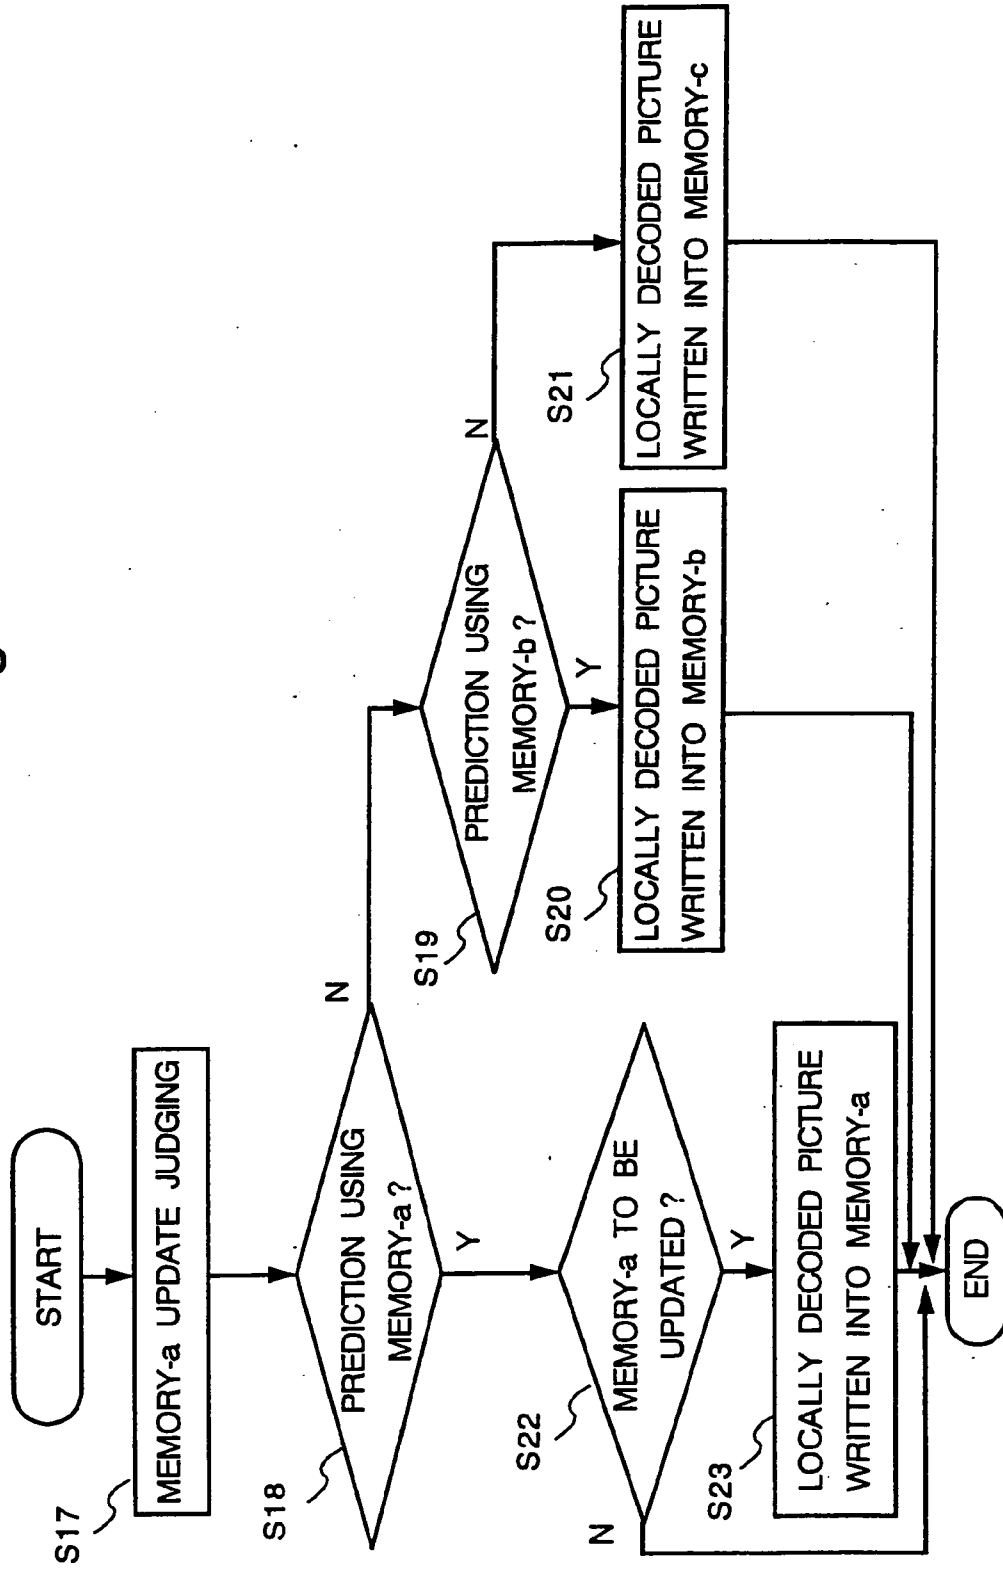 START
S17
MEMORY-a UPDATE JUDGING
S18
PREDICTION USING
MEMORY-a ?
N
Y
S19
PREDICTION USING
MEMORY-b ?
N
Y
S22
MEMORY-a TO BE
UPDATED ?
N
Y
S20
LOCALLY DECODED PICTURE
WRITTEN INTO MEMORY-b
S21
LOCALLY DECODED PICTURE
WRITTEN INTO MEMORY-c
S23
LOCALLY DECODED PICTURE
WRITTEN INTO MEMORY-a
END